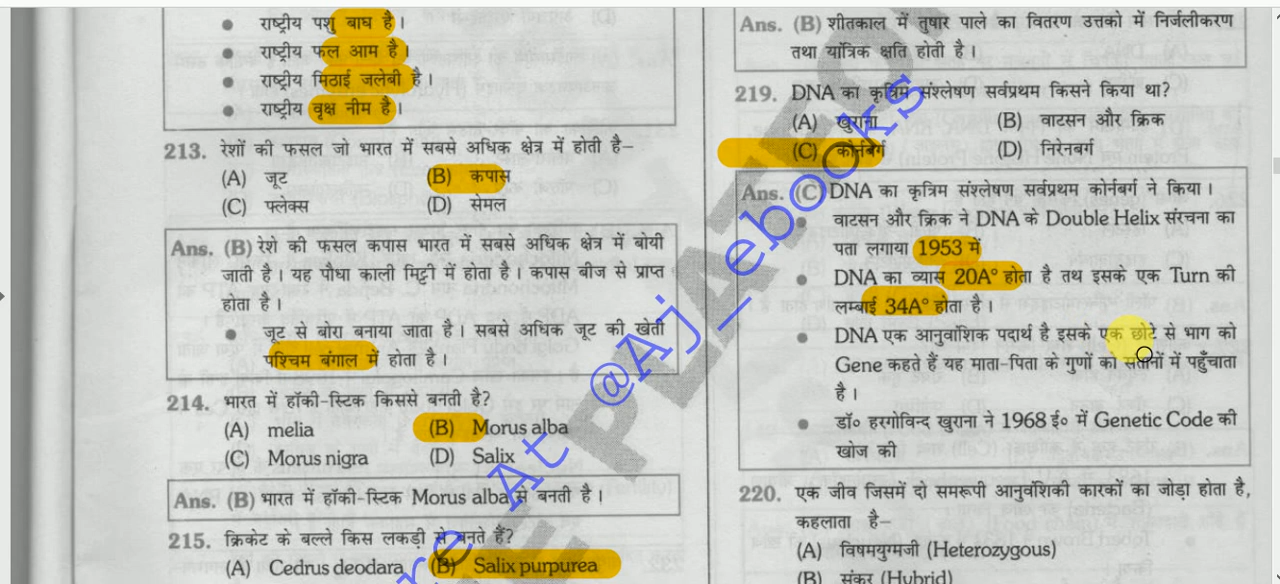 राष्ट्रीय पशु बाघ है।
राष्ट्रीय फल आम है।
राष्ट्रीय मिठाई जलेबी है।
राष्ट्रीय वृक्ष नीम है।
213. रेशों की फसल जो भारत में सबसे अधिक क्षेत्र में होती है–
(A) जूट (B) कपास
(C) फ्लेक्स (D) सेमल
Ans. (B) रेशे की फसल कपास भारत में सबसे अधिक क्षेत्र में बोयी
जाती है। यह पौधा काली मिट्टी में होता है। कपास बीज से प्राप्त
होता है।
जूट से बोरा बनाया जाता है। सबसे अधिक जूट की खेती
पश्चिम बंगाल में होता है।
214. भारत में हॉकी-स्टिक किससे बनती है?
(A) melia (B) Morus alba
(C) Morus nigra (D) Salix
Ans. (B) भारत में हॉकी-स्टिक Morus alba से बनती है।
215. क्रिकेट के बल्ले किस लकड़ी से बनते हैं?
(A) Cedrus deodara (B) Salix purpurea
Ans. (B) शीतकाल में तुषार पाले का वितरण उत्तको में निर्जलीकरण
तथा यांत्रिक क्षति होती है।
219. DNA का कृत्रिम संश्लेषण सर्वप्रथम किसने किया था?
(A) खुराना (B) वाटसन और क्रिक
(C) कोर्नबर्ग (D) निरेनबर्ग
Ans. (C) DNA का कृत्रिम संश्लेषण सर्वप्रथम कोर्नबर्ग ने किया।
वाटसन और क्रिक ने DNA के Double Helix संरचना का
पता लगाया 1953 में
DNA का व्यास 20A° होता है तथ इसके एक Turn की
लम्बाई 34A° होता है।
DNA एक आनुवांशिक पदार्थ है इसके एक छोटे से भाग को
Gene कहते हैं यह माता-पिता के गुणों को संतानों में पहुँचाता
है।
डॉ० हरगोविन्द खुराना ने 1968 ई० में Genetic Code की
खोज की
220. एक जीव जिसमें दो समरूपी आनुवंशिकी कारकों का जोड़ा होता है,
कहलाता है–
(A) विषमयुग्मजी (Heterozygous)
(B) संकर (Hybrid)
At @Aj_ebooks